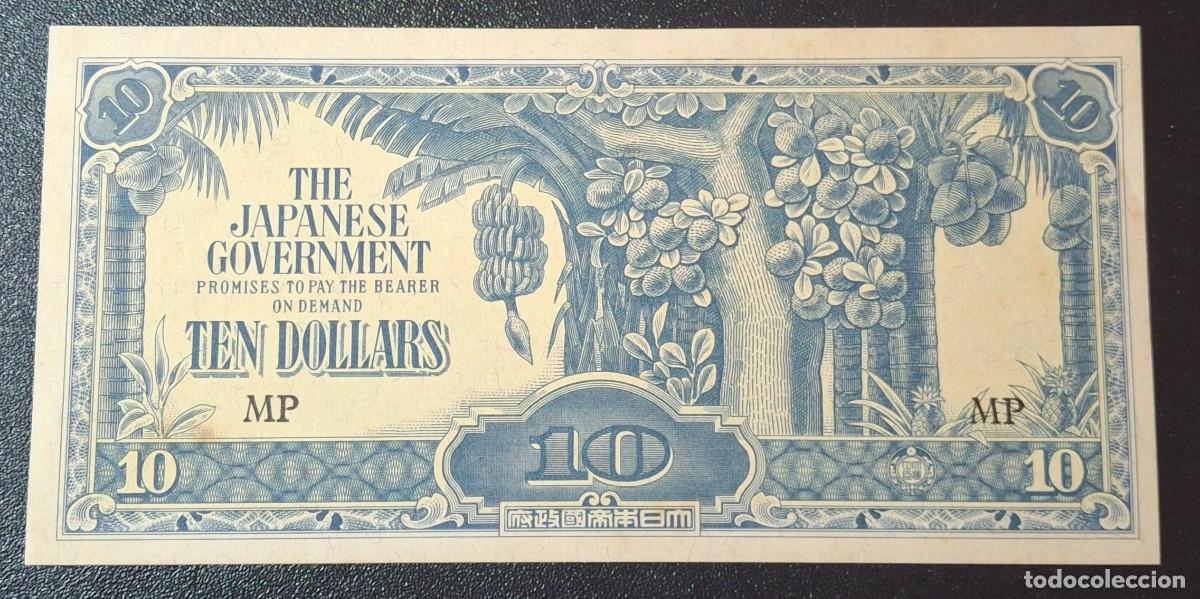 10
10
THE
JAPANESE
GOVERNMENT
PROMISES TO PAY THE BEARER
ON DEMAND
TEN DOLLARS
MP
MP
10
10
10
府政國帝本日大
todocoleccion